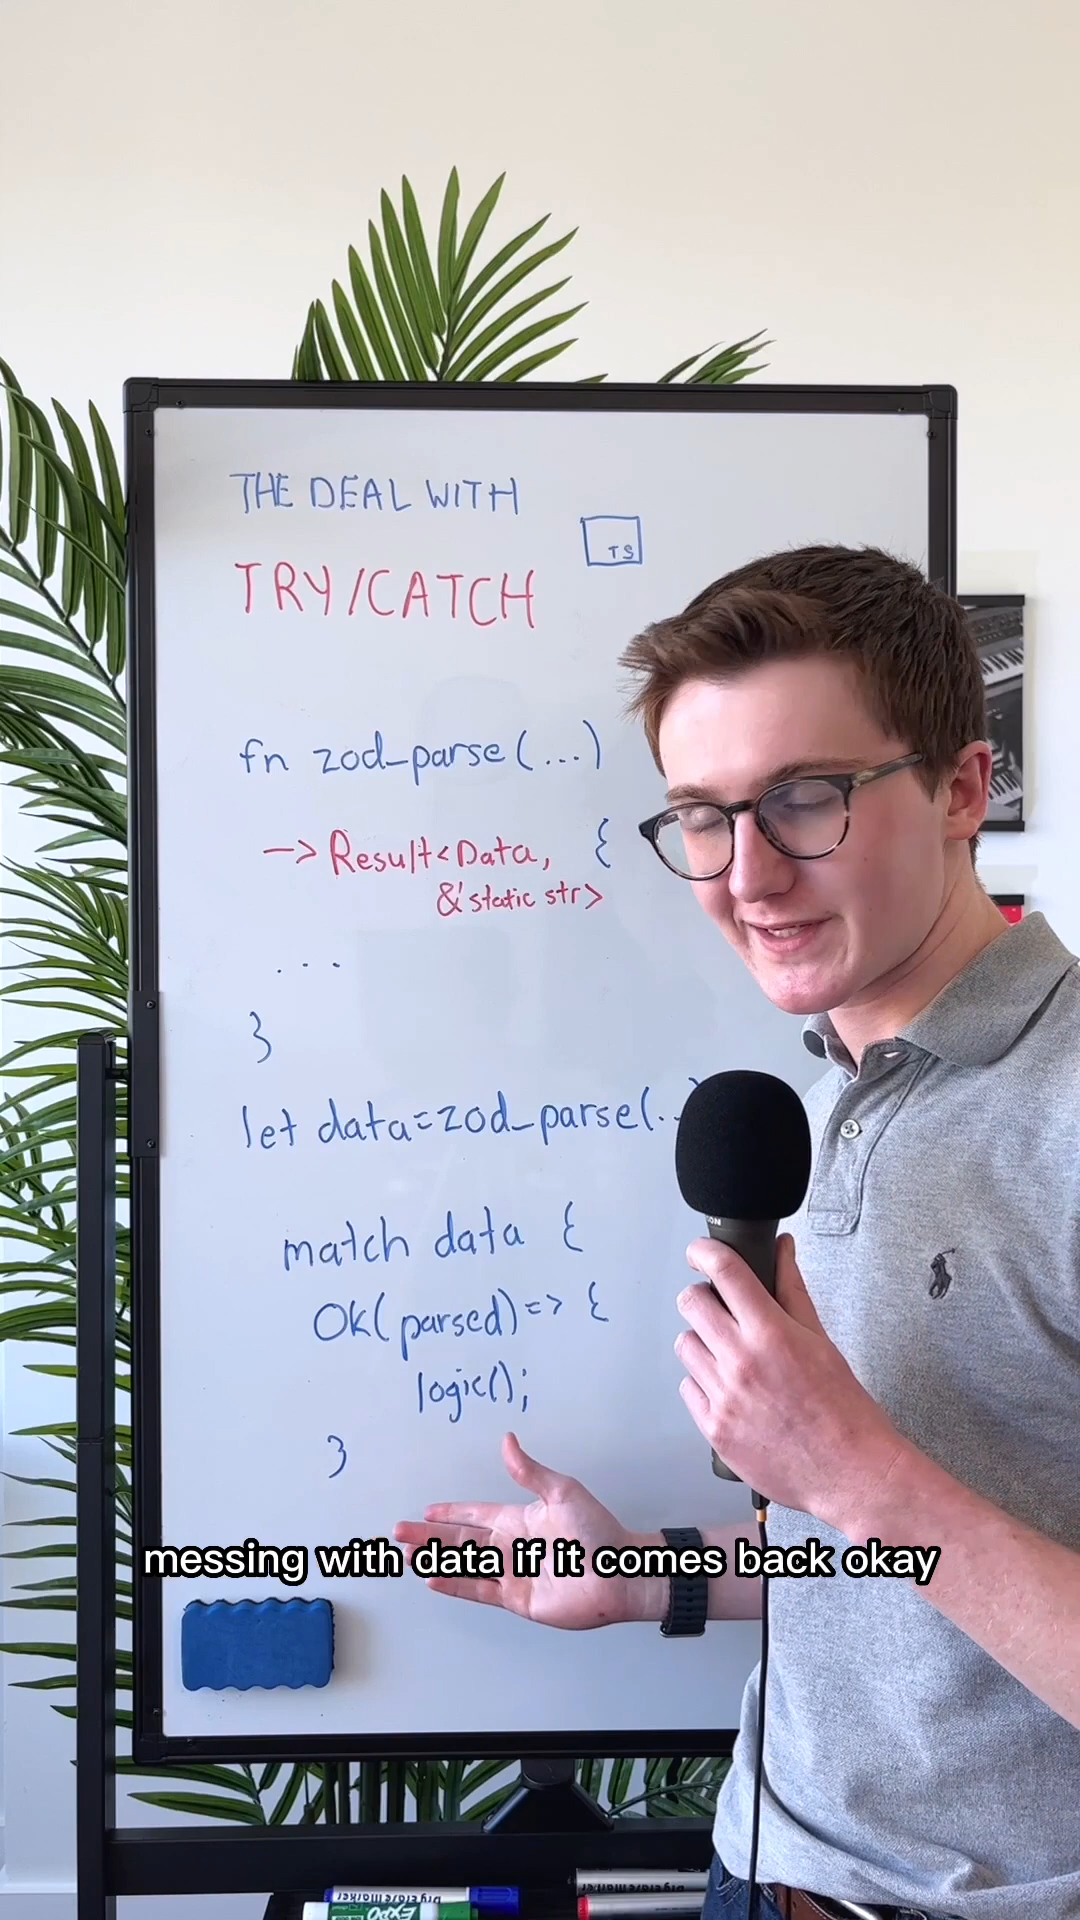 THE DEAL WITH
TS
TRY/CATCH
fn zod_parse(...)
-> Result<Data, {
&'static str>
...
}
let data=zod_parse(..)
match data {
Ok(parsed)=> {
logic();
}
messing with data if it comes back okay
EXPO